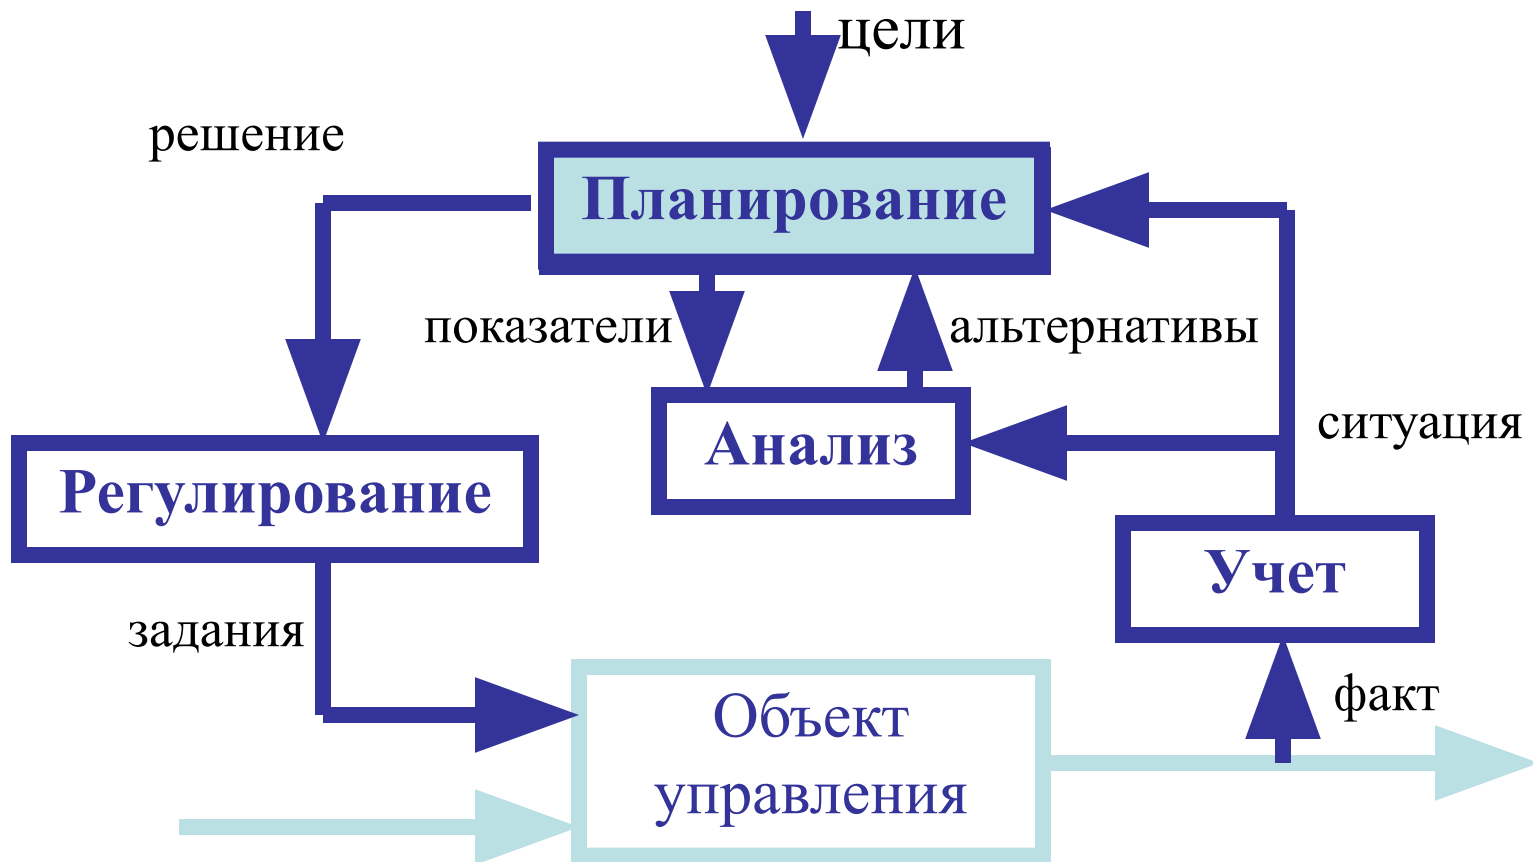 цели
решение
Планирование
показатели
альтернативы
ситуация
Анализ
Регулирование
Учет
задания
факт
Объект
управления